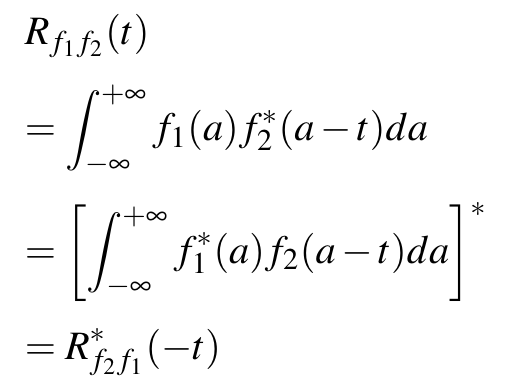 R_{f_1 f_2}(t)
= \int_{-\infty}^{+\infty} f_1(a) f_2^*(a-t) da
= \left[ \int_{-\infty}^{+\infty} f_1^*(a) f_2(a-t) da \right]^*
= R_{f_2 f_1}^*(-t)